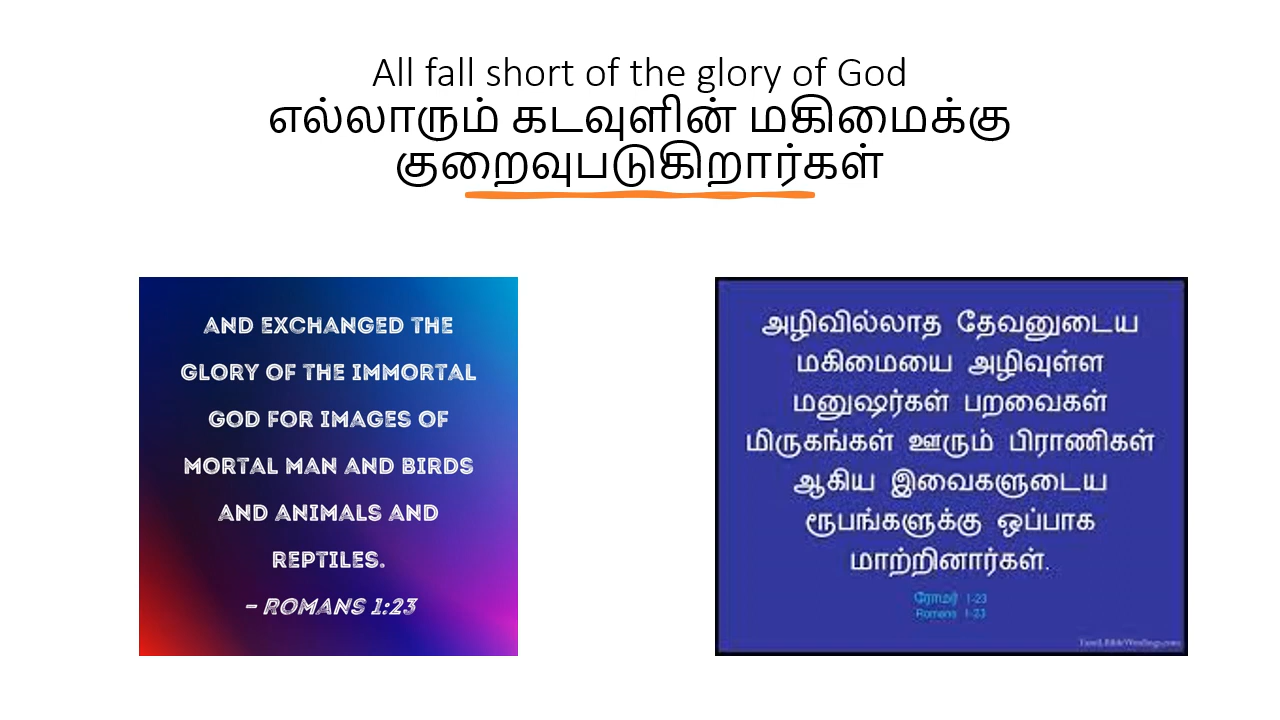 All fall short of the glory of God
எல்லாரும் கடவுளின் மகிமைக்கு
குறைவுபடுகிறார்கள்
AND EXCHANGED THE
GLORY OF THE IMMORTAL
GOD FOR IMAGES OF
MORTAL MAN AND BIRDS
AND ANIMALS AND
REPTILES.
– ROMANS 1:23
அழிவில்லாத தேவனுடைய
மகிமையை அழிவுள்ள
மனுஷர்கள் பறவைகள்
மிருகங்கள் ஊரும் பிராணிகள்
ஆகிய இவைகளுடைய
ரூபங்களுக்கு ஒப்பாக
மாற்றினார்கள்.
ரோமர் 1-23
Romans 1-23